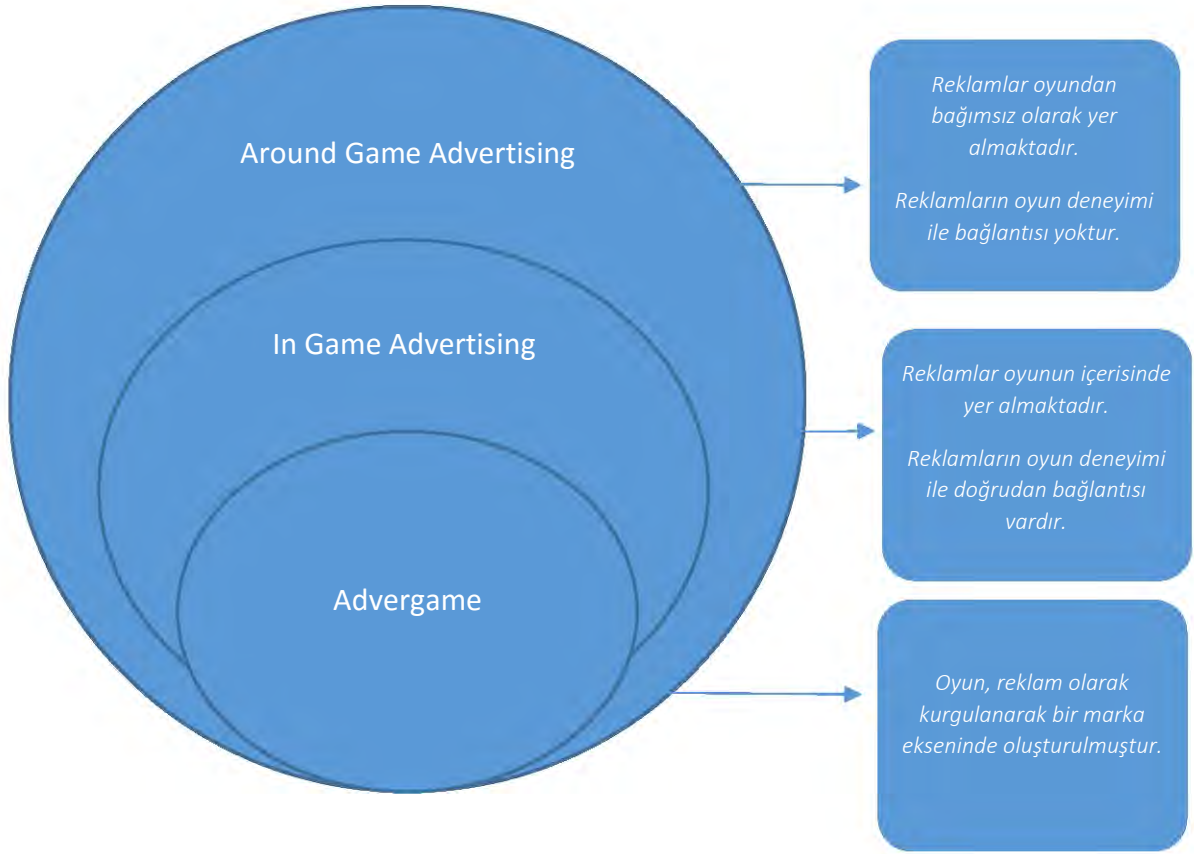 Around Game Advertising
Reklamlar oyundan
bağımsız olarak yer
almaktadır.
Reklamların oyun deneyimi
ile bağlantısı yoktur.
In Game Advertising
Reklamlar oyunun içerisinde
yer almaktadır.
Reklamların oyun deneyimi
ile doğrudan bağlantısı
vardır.
Advergame
Oyun, reklam olarak
kurgulanarak bir marka
ekseninde oluşturulmuştur.